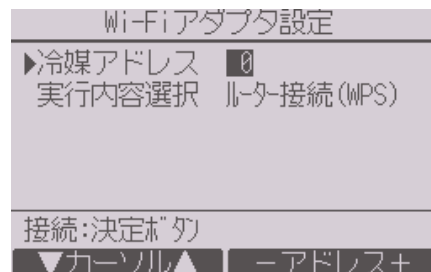 Wi-Fiアダプタ設定
▶冷媒アドレス 0
実行内容選択 ﾙｰﾀｰ接続(WPS)
接続:決定ﾎﾞﾀﾝ
▼カーソル▲ －アドレス＋